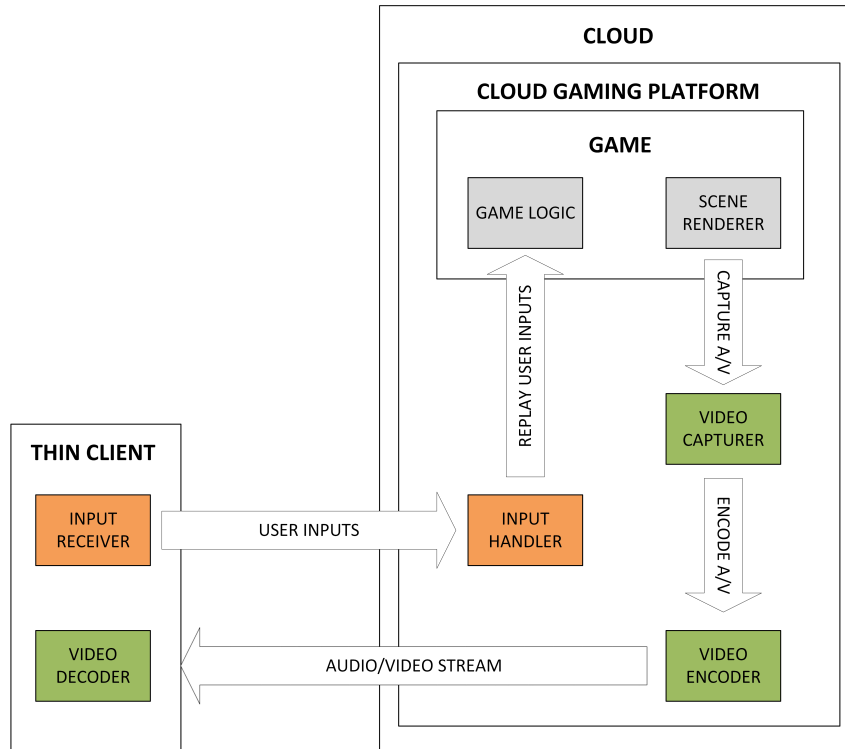 CLOUD
CLOUD GAMING PLATFORM
GAME
GAME LOGIC
SCENE
RENDERER
REPLAY USER INPUTS
CAPTURE A/V
VIDEO
CAPTURER
THIN CLIENT
INPUT
RECEIVER
USER INPUTS
INPUT
HANDLER
ENCODE A/V
VIDEO
DECODER
AUDIO/VIDEO STREAM
VIDEO
ENCODER